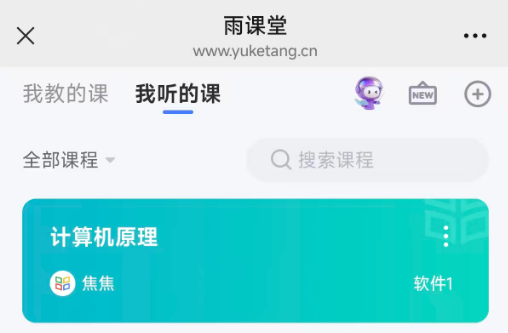 雨课堂
www.yuketang.cn
我教的课 我听的课 NEW
全部课程 搜索课程
计算机原理
焦焦 软件1